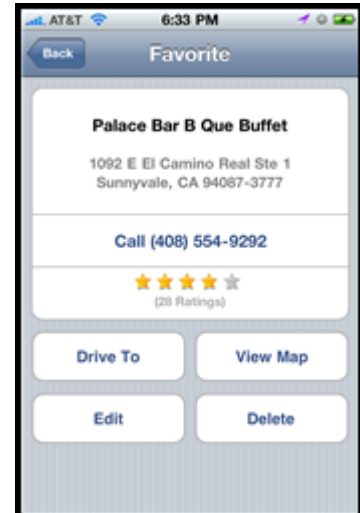 AT&T 6:33 PM
Back Favorite
Palace Bar B Que Buffet
1092 E El Camino Real Ste 1
Sunnyvale, CA 94087-3777
Call (408) 554-9292
(28 Ratings)
Drive To View Map
Edit Delete